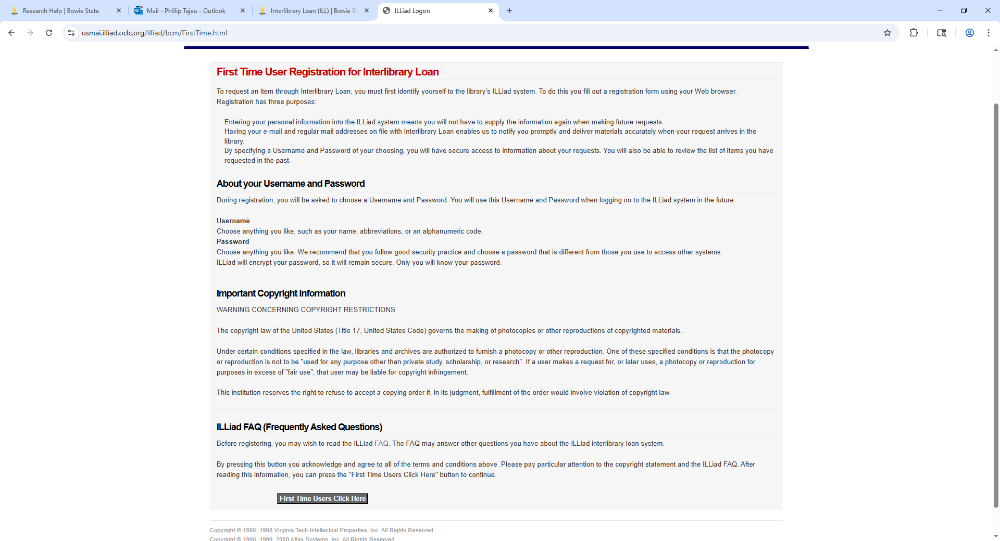 Research Help | Bowie State
Mail - Phillip Tajeu - Outlook
Interlibrary Loan (ILL) | Bowie St
ILLiad Logon
usmai.illiad.oclc.org/illiad/bcm/FirstTime.html
First Time User Registration for Interlibrary Loan
To request an item through Interlibrary Loan, you must first identify yourself to the library's ILLiad system. To do this you fill out a registration form using your Web browser.
Registration has three purposes:
Entering your personal information into the ILLiad system means you will not have to supply the information again when making future requests.
Having your e-mail and regular mail addresses on file with Interlibrary Loan enables us to notify you promptly and deliver materials accurately when your request arrives in the
library.
By specifying a Username and Password of your choosing, you will have secure access to information about your requests. You will also be able to review the list of items you have
requested in the past.
About your Username and Password
During registration, you will be asked to choose a Username and Password. You will use this Username and Password when logging on to the ILLiad system in the future.
Username
Choose anything you like, such as your name, abbreviations, or an alphanumeric code.
Password
Choose anything you like. We recommend that you follow good security practice and choose a password that is different from those you use to access other systems.
ILLiad will encrypt your password, so it will remain secure. Only you will know your password.
Important Copyright Information
WARNING CONCERNING COPYRIGHT RESTRICTIONS
The copyright law of the United States (Title 17, United States Code) governs the making of photocopies or other reproductions of copyrighted materials.
Under certain conditions specified in the law, libraries and archives are authorized to furnish a photocopy or other reproduction. One of these specified conditions is that the photocopy
or reproduction is not to be "used for any purpose other than private study, scholarship, or research". If a user makes a request for, or later uses, a photocopy or reproduction for
purposes in excess of "fair use", that user may be liable for copyright infringement.
This institution reserves the right to refuse to accept a copying order if, in its judgment, fulfillment of the order would involve violation of copyright law.
ILLiad FAQ (Frequently Asked Questions)
Before registering, you may wish to read the ILLiad FAQ. The FAQ may answer other questions you have about the ILLiad interlibrary loan system.
By pressing this button you acknowledge and agree to all of the terms and conditions above. Please pay particular attention to the copyright statement and the ILLiad FAQ. After
reading this information, you can press the "First Time Users Click Here" button to continue.
First Time Users Click Here
Copyright © 1996, 1998 Virginia Tech Intellectual Properties, Inc. All Rights Reserved.
Copyright © 1998, 1999, 2000 Atlas Systems, Inc. All Rights Reserved.